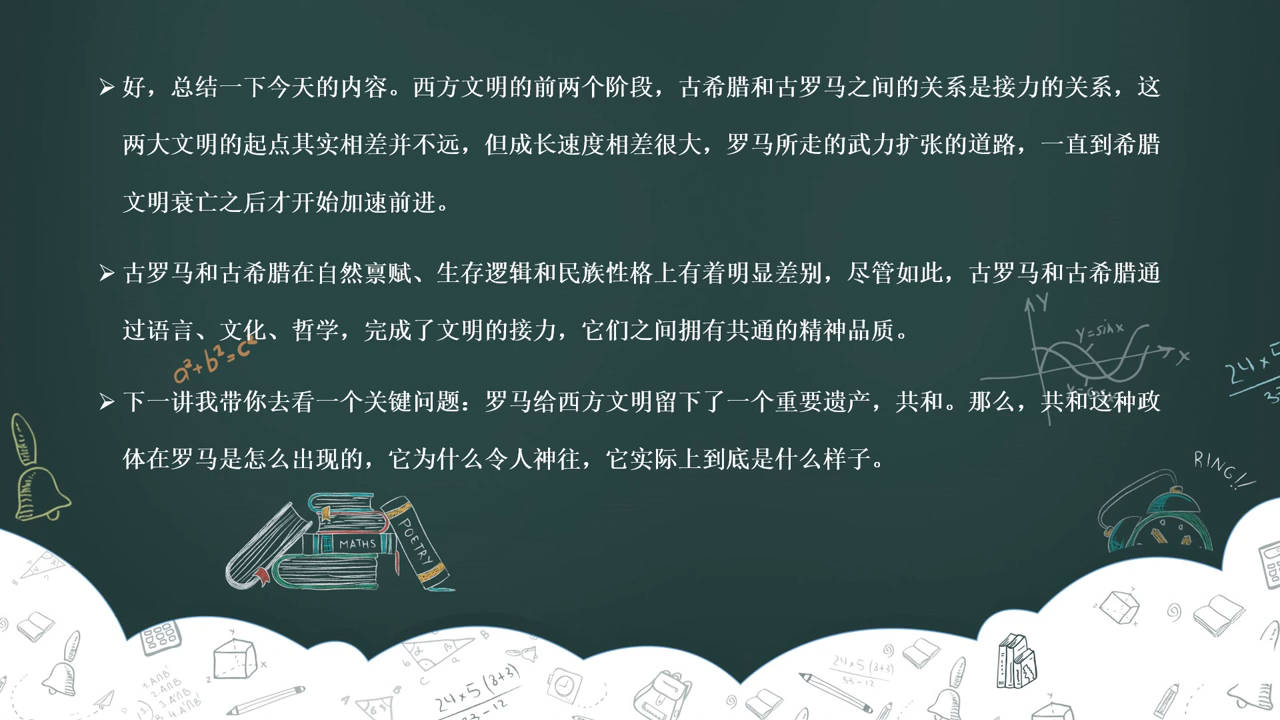 好，总结一下今天的内容。西方文明的前两个阶段，古希腊和古罗马之间的关系是接力的关系，这
两大文明的起点其实相差并不远，但成长速度相差很大，罗马所走的武力扩张的道路，一直到希腊
文明衰亡之后才开始加速前进。
古罗马和古希腊在自然禀赋、生存逻辑和民族性格上有着明显差别，尽管如此，古罗马和古希腊通
过语言、文化、哲学，完成了文明的接力，它们之间拥有共通的精神品质。
a²+b²=c²
Y
Y=sinx
X
下一讲我带你去看一个关键问题：罗马给西方文明留下了一个重要遗产，共和。那么，共和这种政
体在罗马是怎么出现的，它为什么令人神往，它实际上到底是什么样子。
RING!!
MATHS
POETRY
24×5(3+3)
33-12
24×5(3+3)
33-12